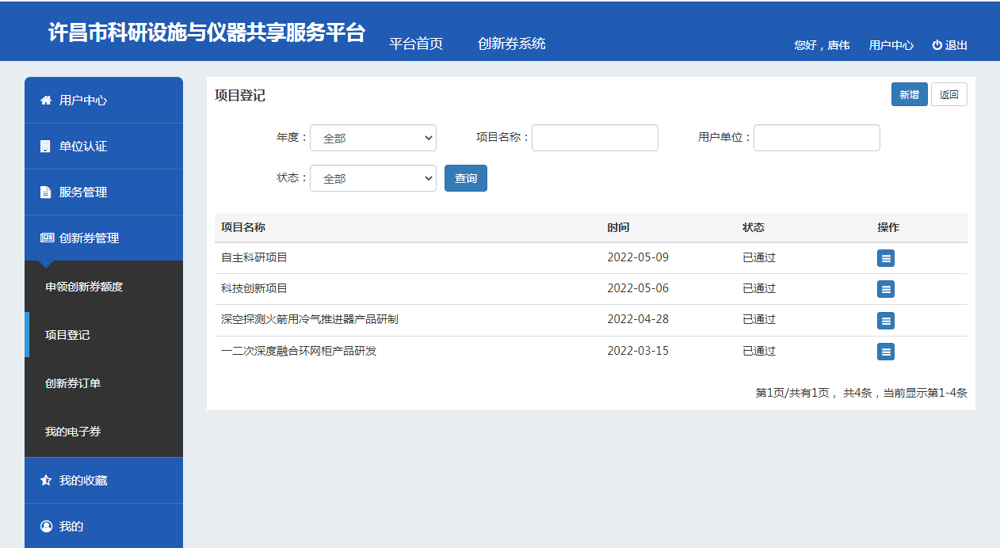 许昌市科研设施与仪器共享服务平台 平台首页 创新券系统 您好，唐伟 用户中心 退出
用户中心
单位认证
服务管理
创新券管理
申领创新券额度
项目登记
创新券订单
我的电子券
我的收藏
我的
项目登记 新增 返回
年度： 全部 项目名称： 用户单位：
状态： 全部 查询
项目名称 时间 状态 操作
自主科研项目 2022-05-09 已通过
科技创新项目 2022-05-06 已通过
深空探测火箭用冷气推进器产品研制 2022-04-28 已通过
一二次深度融合环网柜产品研发 2022-03-15 已通过
第1页/共有1页， 共4条，当前显示第1-4条